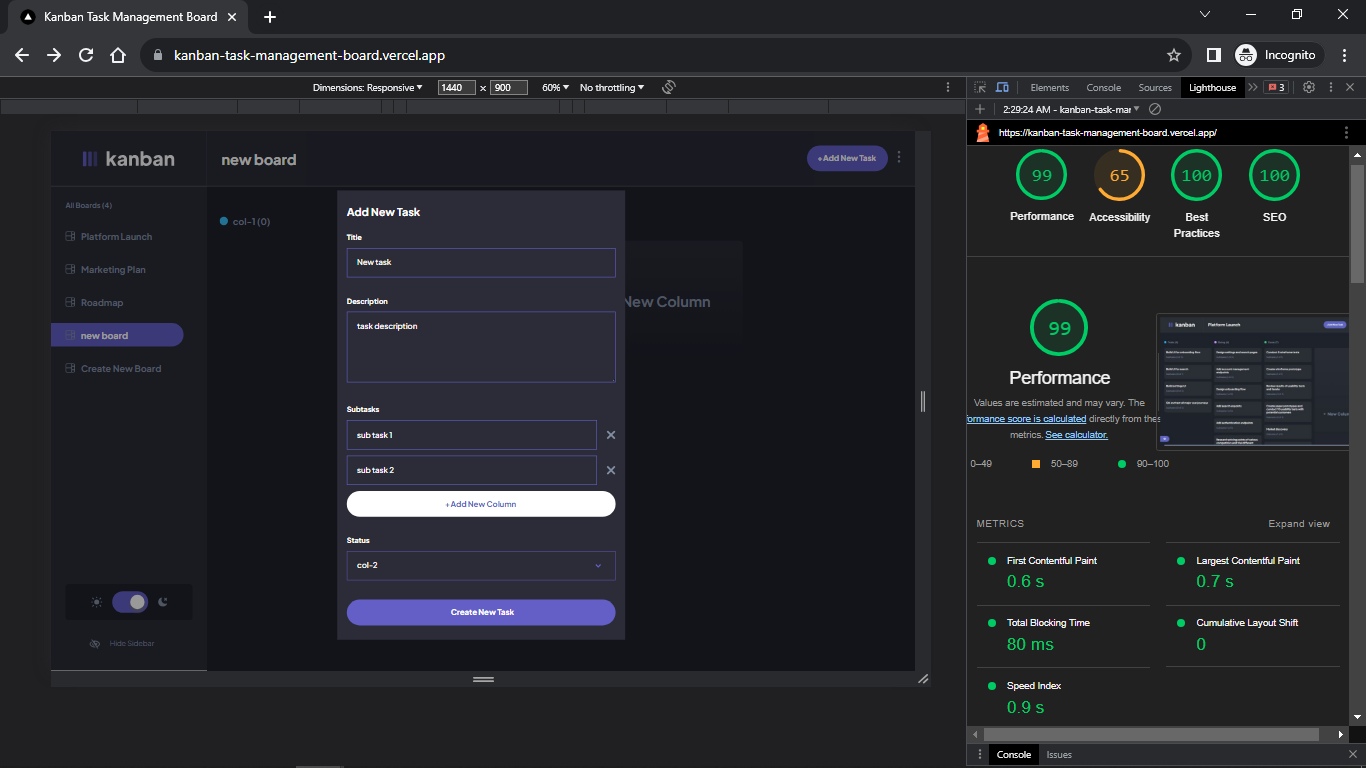 Kanban Task Management Board
kanban-task-management-board.vercel.app
Incognito
Dimensions: Responsive
1440 x 900
60%
No throttling
Elements
Console
Sources
Lighthouse
3
2:29:24 AM - kanban-task-mar
https://kanban-task-management-board.vercel.app/
kanban
new board
+Add New Task
All Boards (4)
Platform Launch
Marketing Plan
Roadmap
new board
Create New Board
Hide Sidebar
col-1 (0)
New Column
Add New Task
Title
New task
Description
task description
Subtasks
sub task 1
sub task 2
+ Add New Column
Status
col-2
Create New Task
99
Performance
65
Accessibility
100
Best
Practices
100
SEO
99
Performance
Values are estimated and may vary. The
formance score is calculated directly from thes
metrics. See calculator.
0–49
50–89
90–100
kanban
Platform Launch
METRICS
Expand view
First Contentful Paint
0.6 s
Largest Contentful Paint
0.7 s
Total Blocking Time
80 ms
Cumulative Layout Shift
0
Speed Index
0.9 s
Console
Issues